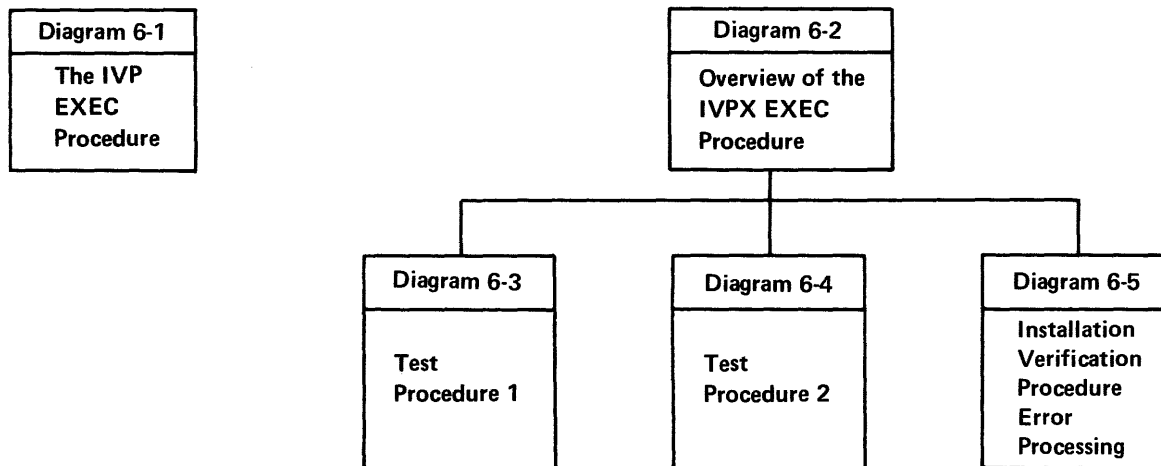 Diagram 6-1
The IVP
EXEC
Procedure
Diagram 6-2
Overview of the
IVPX EXEC
Procedure
Diagram 6-3
Test
Procedure 1
Diagram 6-4
Test
Procedure 2
Diagram 6-5
Installation
Verification
Procedure
Error
Processing